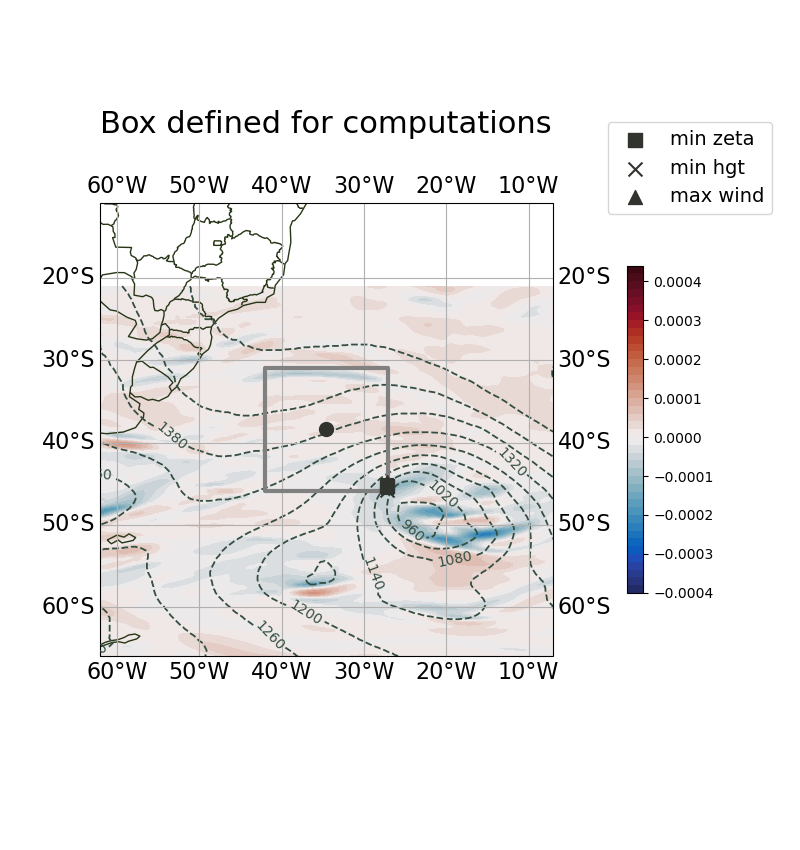 Box defined for computations
min zeta
min hgt
max wind
60°W 50°W 40°W 30°W 20°W 10°W
20°S 20°S
30°S 30°S
40°S 40°S
50°S 50°S
60°S 60°S
60°W 50°W 40°W 30°W 20°W 10°W
1380
1320
1020
960
1080
1140
1200
1260
0.0004
0.0003
0.0002
0.0001
0.0000
−0.0001
−0.0002
−0.0003
−0.0004